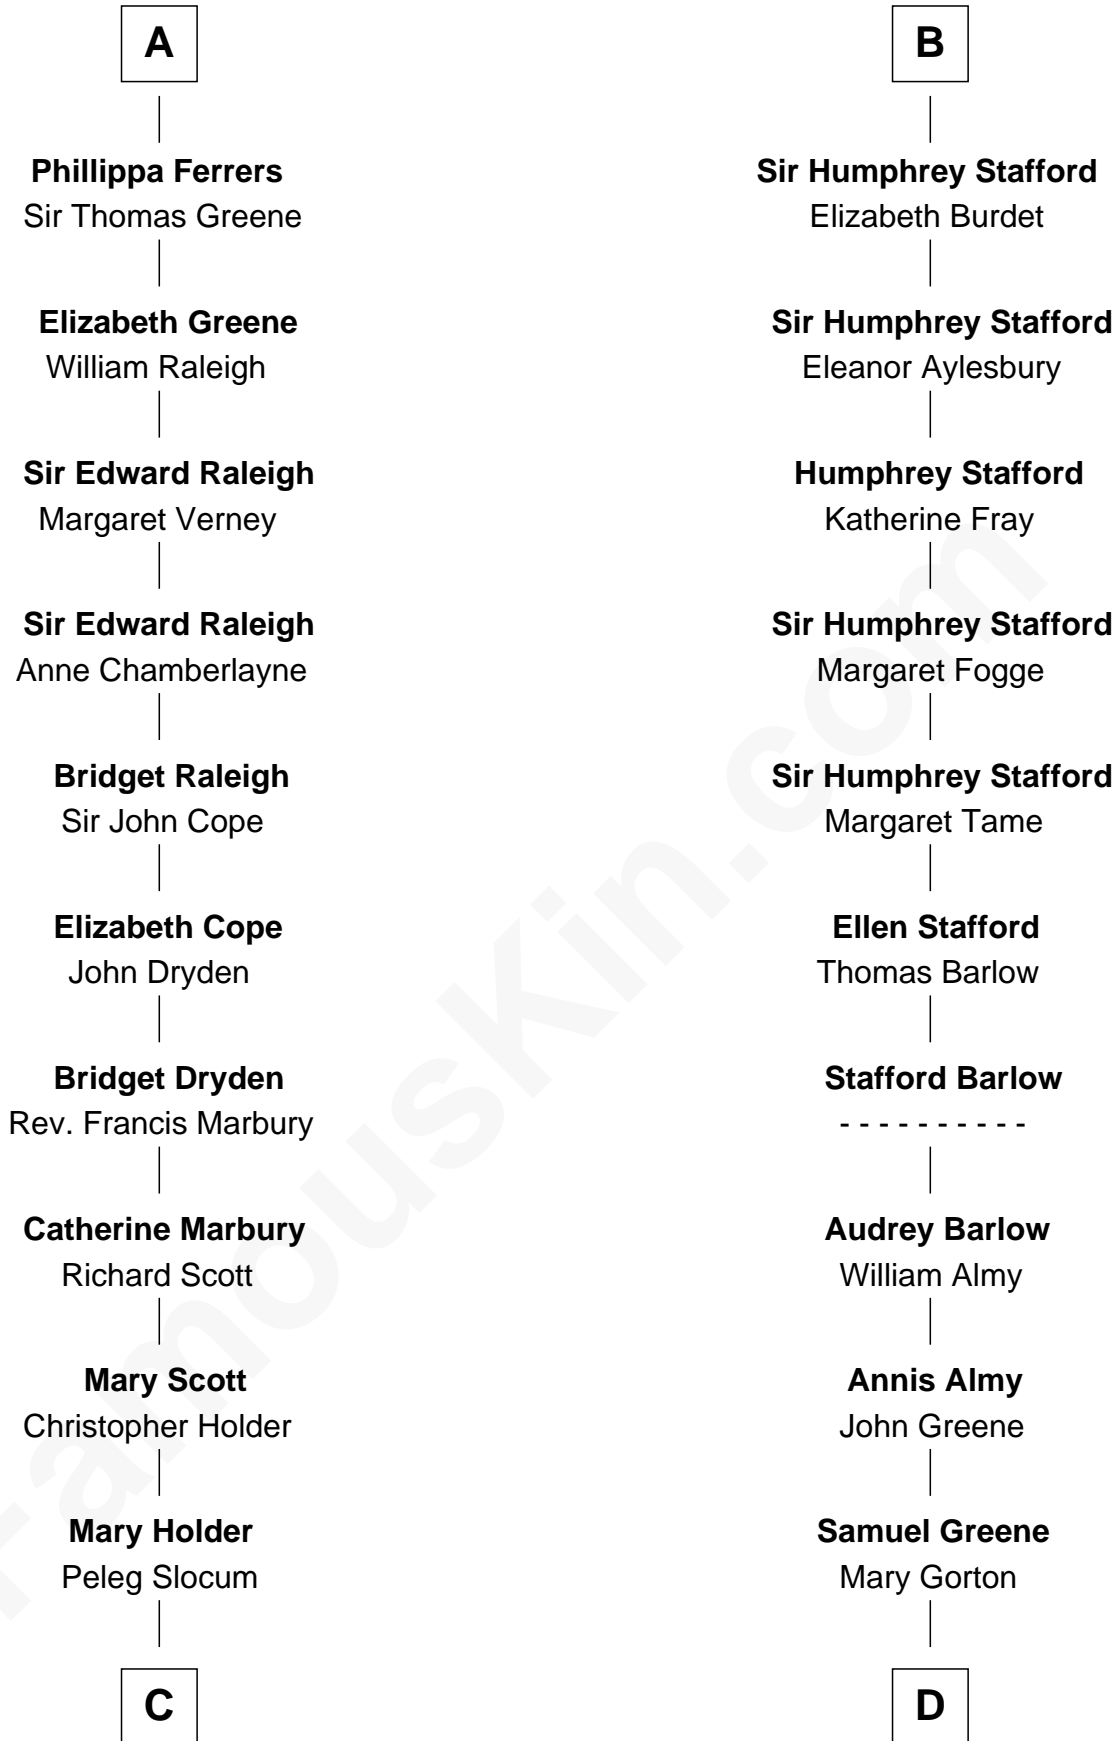 A
Phillippa Ferrers
Sir Thomas Greene
Elizabeth Greene
William Raleigh
Sir Edward Raleigh
Margaret Verney
Sir Edward Raleigh
Anne Chamberlayne
Bridget Raleigh
Sir John Cope
Elizabeth Cope
John Dryden
Bridget Dryden
Rev. Francis Marbury
Catherine Marbury
Richard Scott
Mary Scott
Christopher Holder
Mary Holder
Peleg Slocum
C
B
Sir Humphrey Stafford
Elizabeth Burdet
Sir Humphrey Stafford
Eleanor Aylesbury
Humphrey Stafford
Katherine Fray
Sir Humphrey Stafford
Margaret Fogge
Sir Humphrey Stafford
Margaret Tame
Ellen Stafford
Thomas Barlow
Stafford Barlow
- - - - - - - - - -
Audrey Barlow
William Almy
Annis Almy
John Greene
Samuel Greene
Mary Gorton
D
FamousKin.com